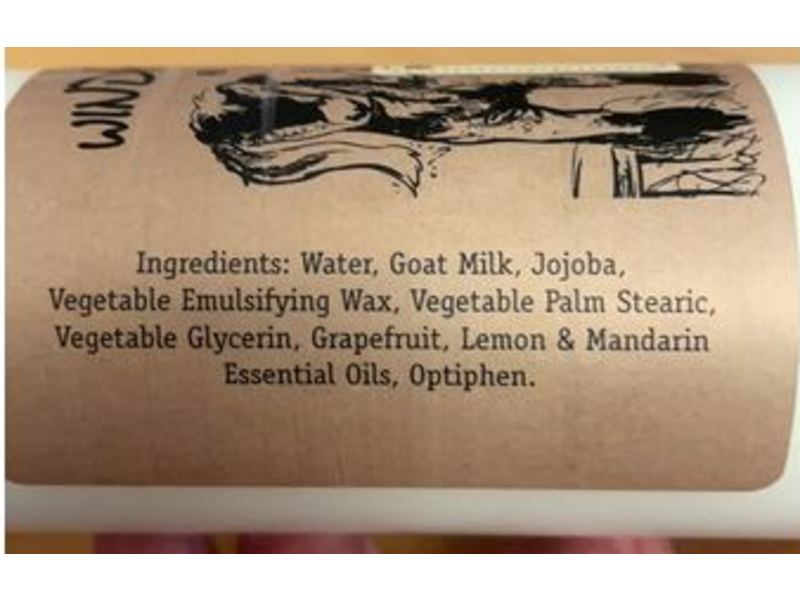 WIND
Ingredients: Water, Goat Milk, Jojoba,
Vegetable Emulsifying Wax, Vegetable Palm Stearic,
Vegetable Glycerin, Grapefruit, Lemon & Mandarin
Essential Oils, Optiphen.